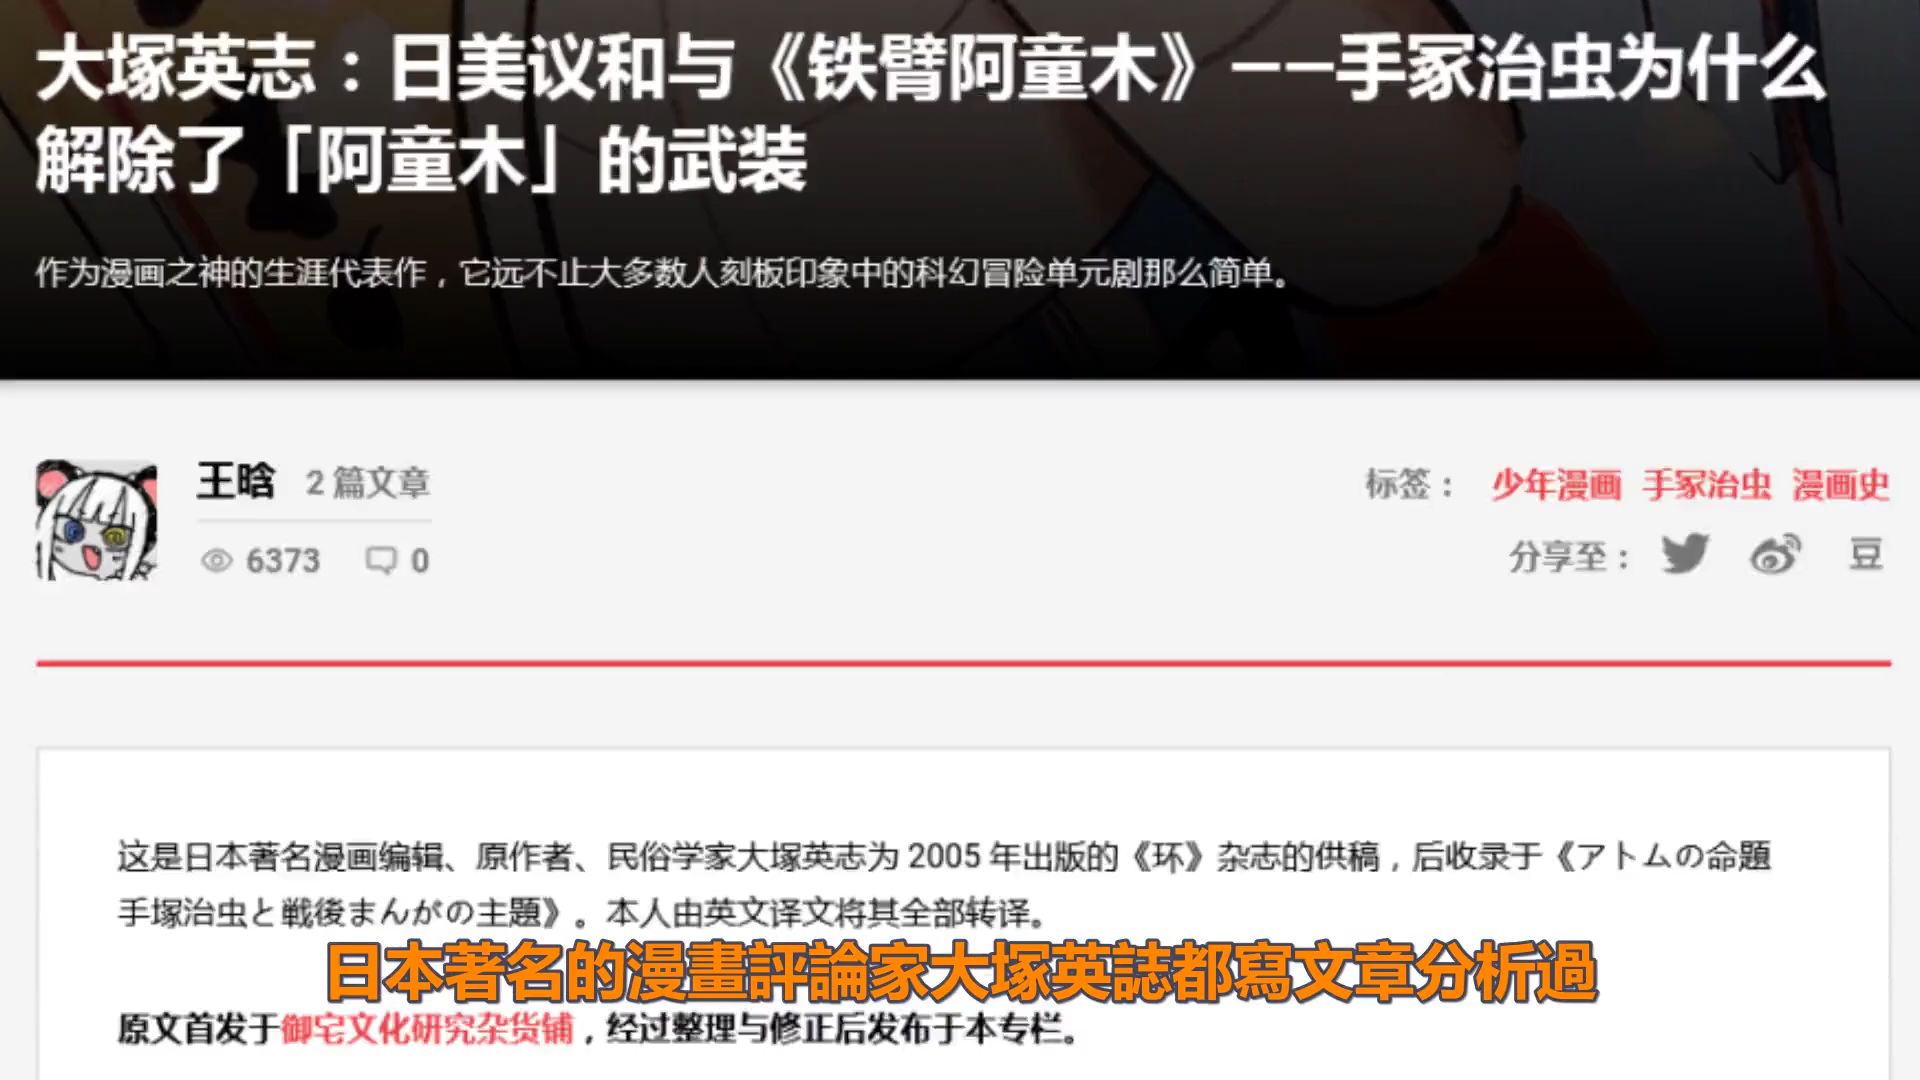 大塚英志：日美议和与《铁臂阿童木》——手冢治虫为什么
解除了「阿童木」的武装
作为漫画之神的生涯代表作，它远不止大多数人刻板印象中的科幻冒险单元剧那么简单。
王晗 2 篇文章
6373 0
标签： 少年漫画 手冢治虫 漫画史
分享至： 豆
这是日本著名漫画编辑、原作者、民俗学家大塚英志为 2005 年出版的《环》杂志的供稿，后收录于《アトムの命題
手塚治虫と戦後まんがの主題》。本人由英文译文将其全部转译。
日本著名的漫畫評論家大塚英誌都寫文章分析過
原文首发于御宅文化研究杂货铺，经过整理与修正后发布于本专栏。